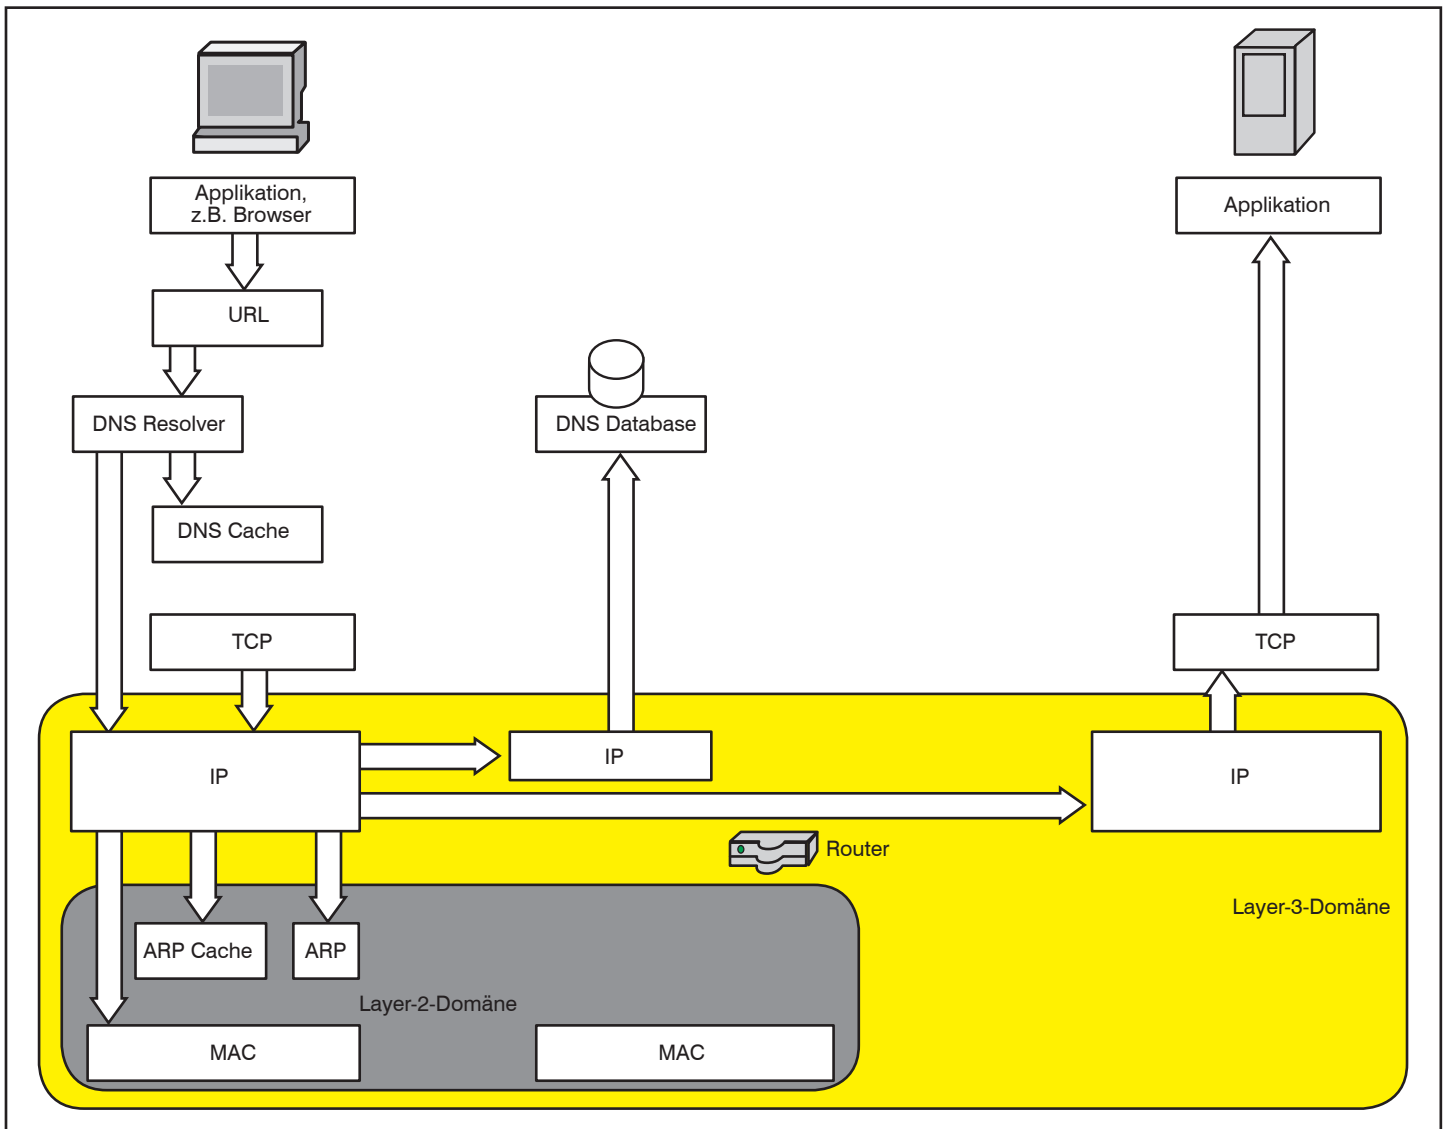 Applikation,
z.B. Browser
Applikation
URL
DNS Resolver
DNS Database
DNS Cache
TCP
TCP
IP
IP
IP
Router
Layer-3-Domäne
ARP Cache
ARP
Layer-2-Domäne
MAC
MAC